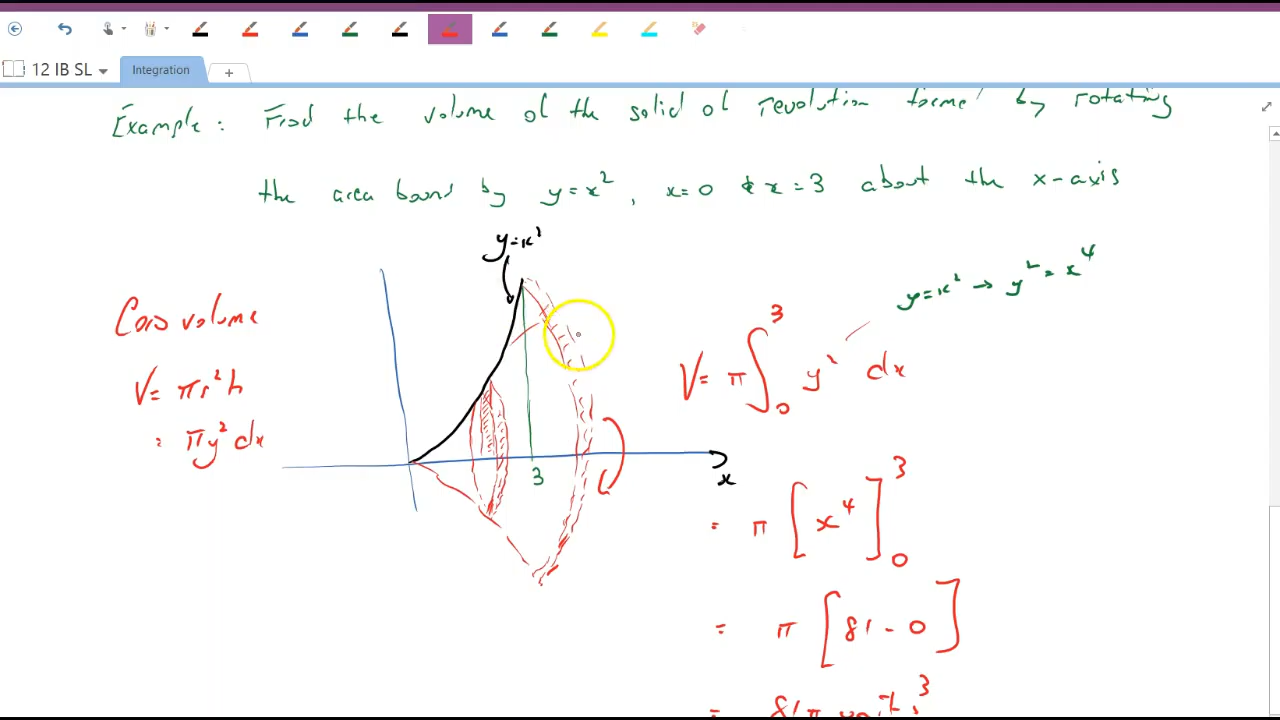 12 IB SL
Integration
+
Example: Find the volume of the solid of revolution formed by rotating
the area bound by y=x², x=0 & x=3 about the x-axis
y=x²
y=x² → y² = x⁴
volume
V= πr²h
= πy² dx
V= π∫₀³ y² dx
3
x
= π [x⁴]₀³
= π [81 - 0]
= 81π units³